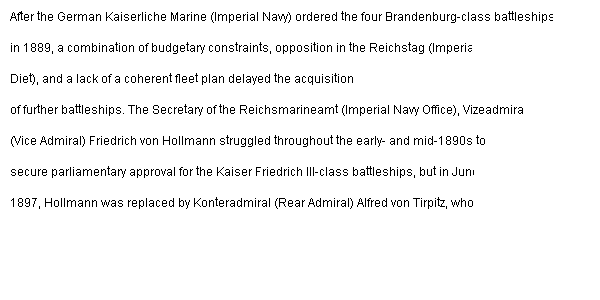 After the German Kaiserliche Marine (Imperial Navy) ordered the four Brandenburg-class battleships
in 1889, a combination of budgetary constraints, opposition in the Reichstag (Imperia
Diet), and a lack of a coherent fleet plan delayed the acquisition
of further battleships. The Secretary of the Reichsmarineamt (Imperial Navy Office), Vizeadmira
(Vice Admiral) Friedrich von Hollmann struggled throughout the early- and mid-1890s to
secure parliamentary approval for the Kaiser Friedrich III-class battleships, but in Jun
1897, Hollmann was replaced by Konteradmiral (Rear Admiral) Alfred von Tirpitz, who